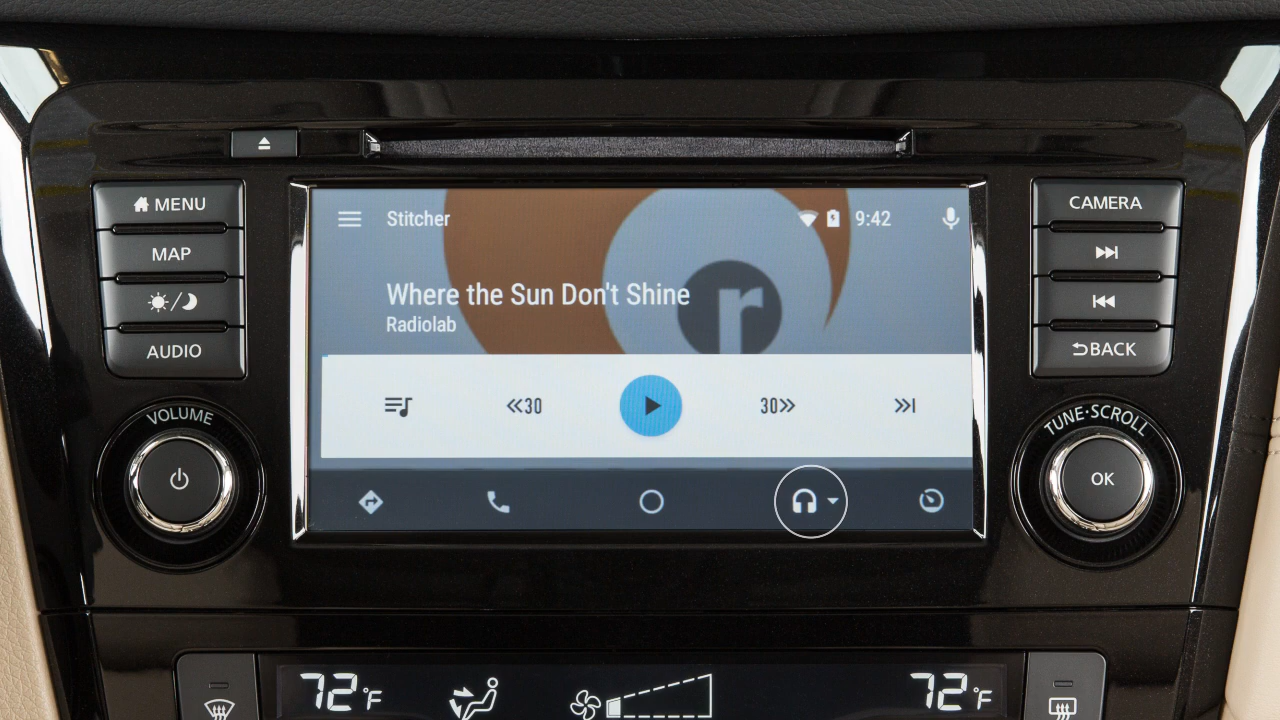 MENU
MAP
AUDIO
VOLUME
Stitcher
9:42
Where the Sun Don't Shine
Radiolab
r
30
30
CAMERA
BACK
TUNE·SCROLL
OK
72°F
72°F